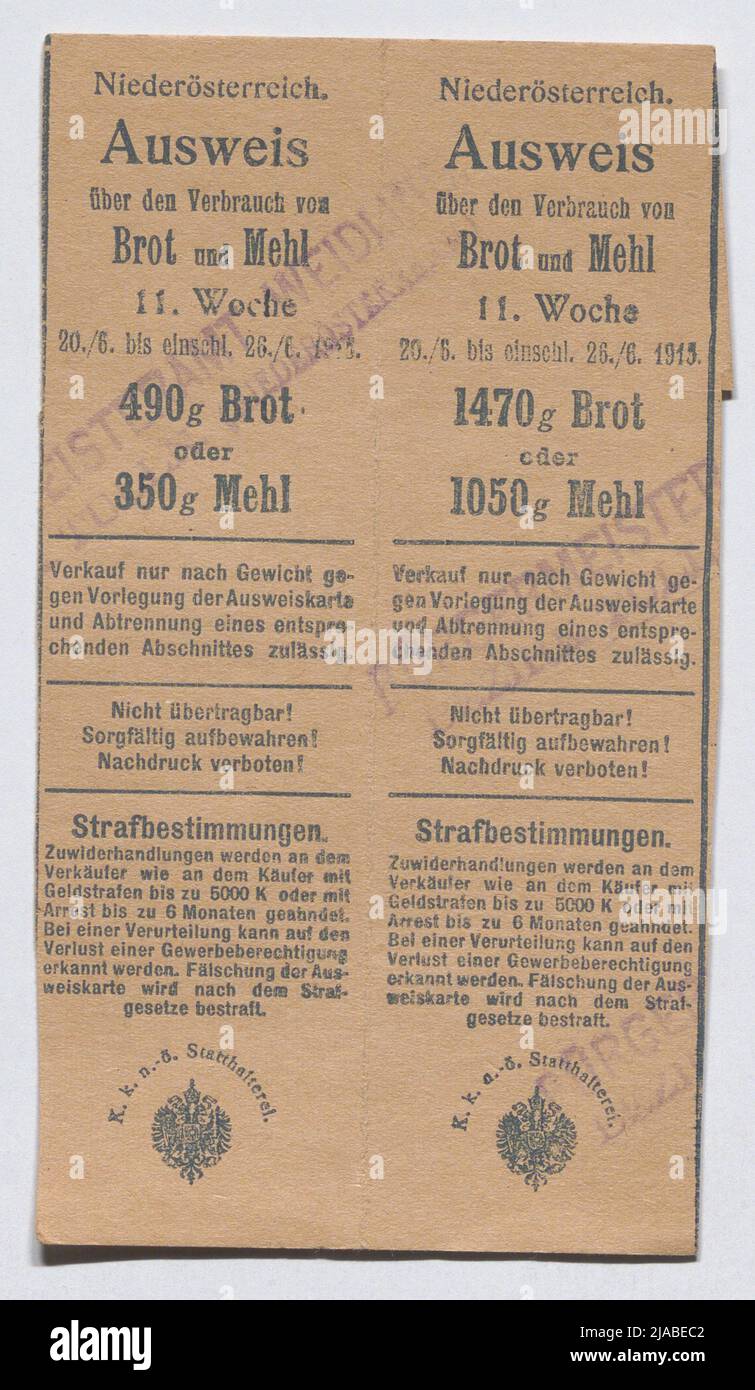 Niederösterreich.
Ausweis
über den Verbrauch von
Brot und Mehl
11. Woche
20./6. bis einschl. 26./6. 1915.
490g Brot
oder
350g Mehl
Verkauf nur nach Gewicht ge-
gen Vorlegung der Ausweiskarte
und Abtrennung eines entspre-
chenden Abschnittes zulässig.
Nicht übertragbar!
Sorgfältig aufbewahren!
Nachdruck verboten!
Strafbestimmungen.
Zuwiderhandlungen werden an dem
Verkäufer wie an dem Käufer mit
Geldstrafen bis zu 5000 K oder mit
Arrest bis zu 6 Monaten geahndet.
Bei einer Verurteilung kann auf den
Verlust einer Gewerbeberechtigung
erkannt werden. Fälschung der Aus-
weiskarte wird nach dem Straf-
gesetze bestraft.
K. k. n.-ö. Statthalterei.
Niederösterreich.
Ausweis
über den Verbrauch von
Brot und Mehl
11. Woche
20./6. bis einschl. 26./6. 1915.
1470g Brot
oder
1050g Mehl
Verkauf nur nach Gewicht ge-
gen Vorlegung der Ausweiskarte
und Abtrennung eines entspre-
chenden Abschnittes zulässig.
Nicht übertragbar!
Sorgfältig aufbewahren!
Nachdruck verboten!
Strafbestimmungen.
Zuwiderhandlungen werden an dem
Verkäufer wie an dem Käufer mit
Geldstrafen bis zu 5000 K oder mit
Arrest bis zu 6 Monaten geahndet.
Bei einer Verurteilung kann auf den
Verlust einer Gewerbeberechtigung
erkannt werden. Fälschung der Aus-
weiskarte wird nach dem Straf-
gesetze bestraft.
K. k. n.-ö. Statthalterei.
alamy
alamy
Image ID: 2JABEC2
www.alamy.com